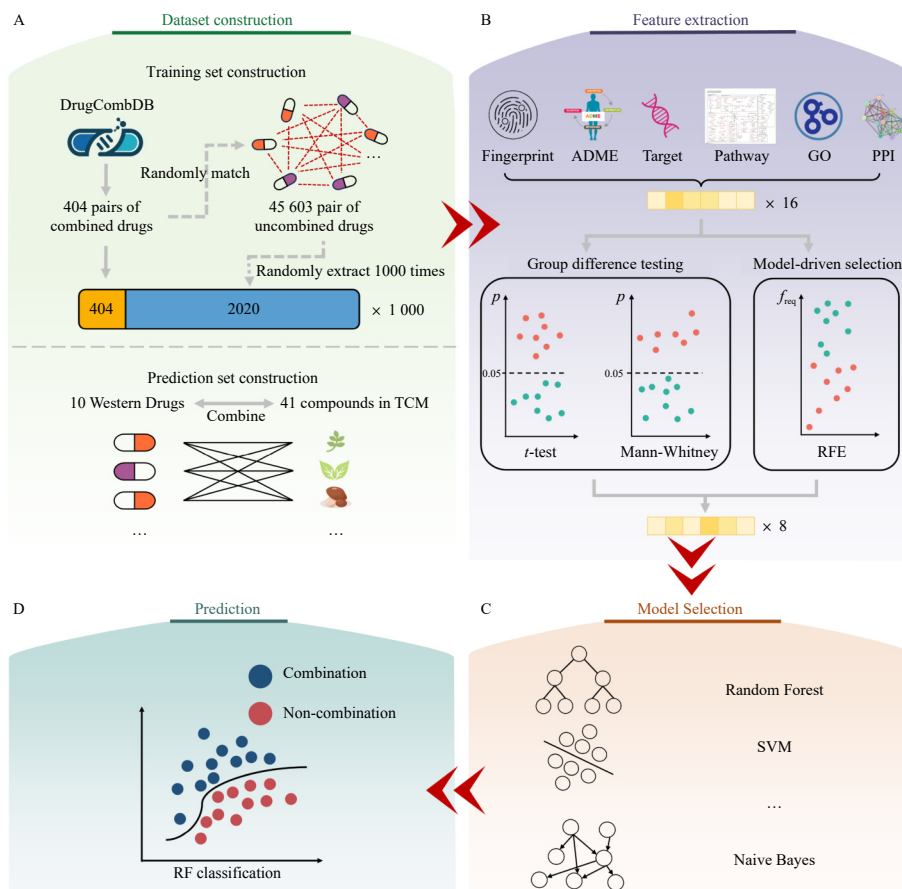 A
Dataset construction
Training set construction
DrugCombDB
Randomly match
...
404 pairs of
combined drugs
45 603 pair of
uncombined drugs
Randomly extract 1000 times
404
2020
× 1 000
Prediction set construction
10 Western Drugs
41 compounds in TCM
Combine
...
...
B
Feature extraction
ADME
Fingerprint
ADME
Target
Pathway
GO
PPI
× 16
Group difference testing
Model-driven selection
p
0.05
t-test
p
0.05
Mann-Whitney
freq
RFE
× 8
D
Prediction
Combination
Non-combination
RF classification
C
Model Selection
Random Forest
SVM
...
Naive Bayes